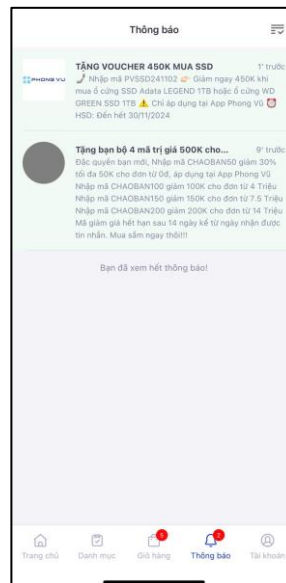 Thông báo
PHONG VU
TẶNG VOUCHER 450K MUA SSD 1' trước
Nhập mã PVSSD241102 👉 Giảm ngay 450K khi
mua ổ cứng SSD Adata LEGEND 1TB hoặc ổ cứng WD
GREEN SSD 1TB ⚠️ Chỉ áp dụng tại App Phong Vũ ⏰
HSD: Đến hết 30/11/2024
Tặng bạn bộ 4 mã trị giá 500K cho... 9' trước
Đặc quyền bạn mới, Nhập mã CHAOBAN50 giảm 30%
tối đa 50K cho đơn từ 0đ, áp dụng tại App Phong Vũ
Nhập mã CHAOBAN100 giảm 100K cho đơn từ 4 Triệu
Nhập mã CHAOBAN150 giảm 150K cho đơn từ 7.5 Triệu
Nhập mã CHAOBAN200 giảm 200K cho đơn từ 14 Triệu
Mã giảm giá hết hạn sau 14 ngày kể từ ngày nhận được
tin nhắn. Mua sắm ngay thôi!!!
Bạn đã xem hết thông báo!
5 2
Trang chủ Danh mục Giỏ hàng Thông báo Tài khoản